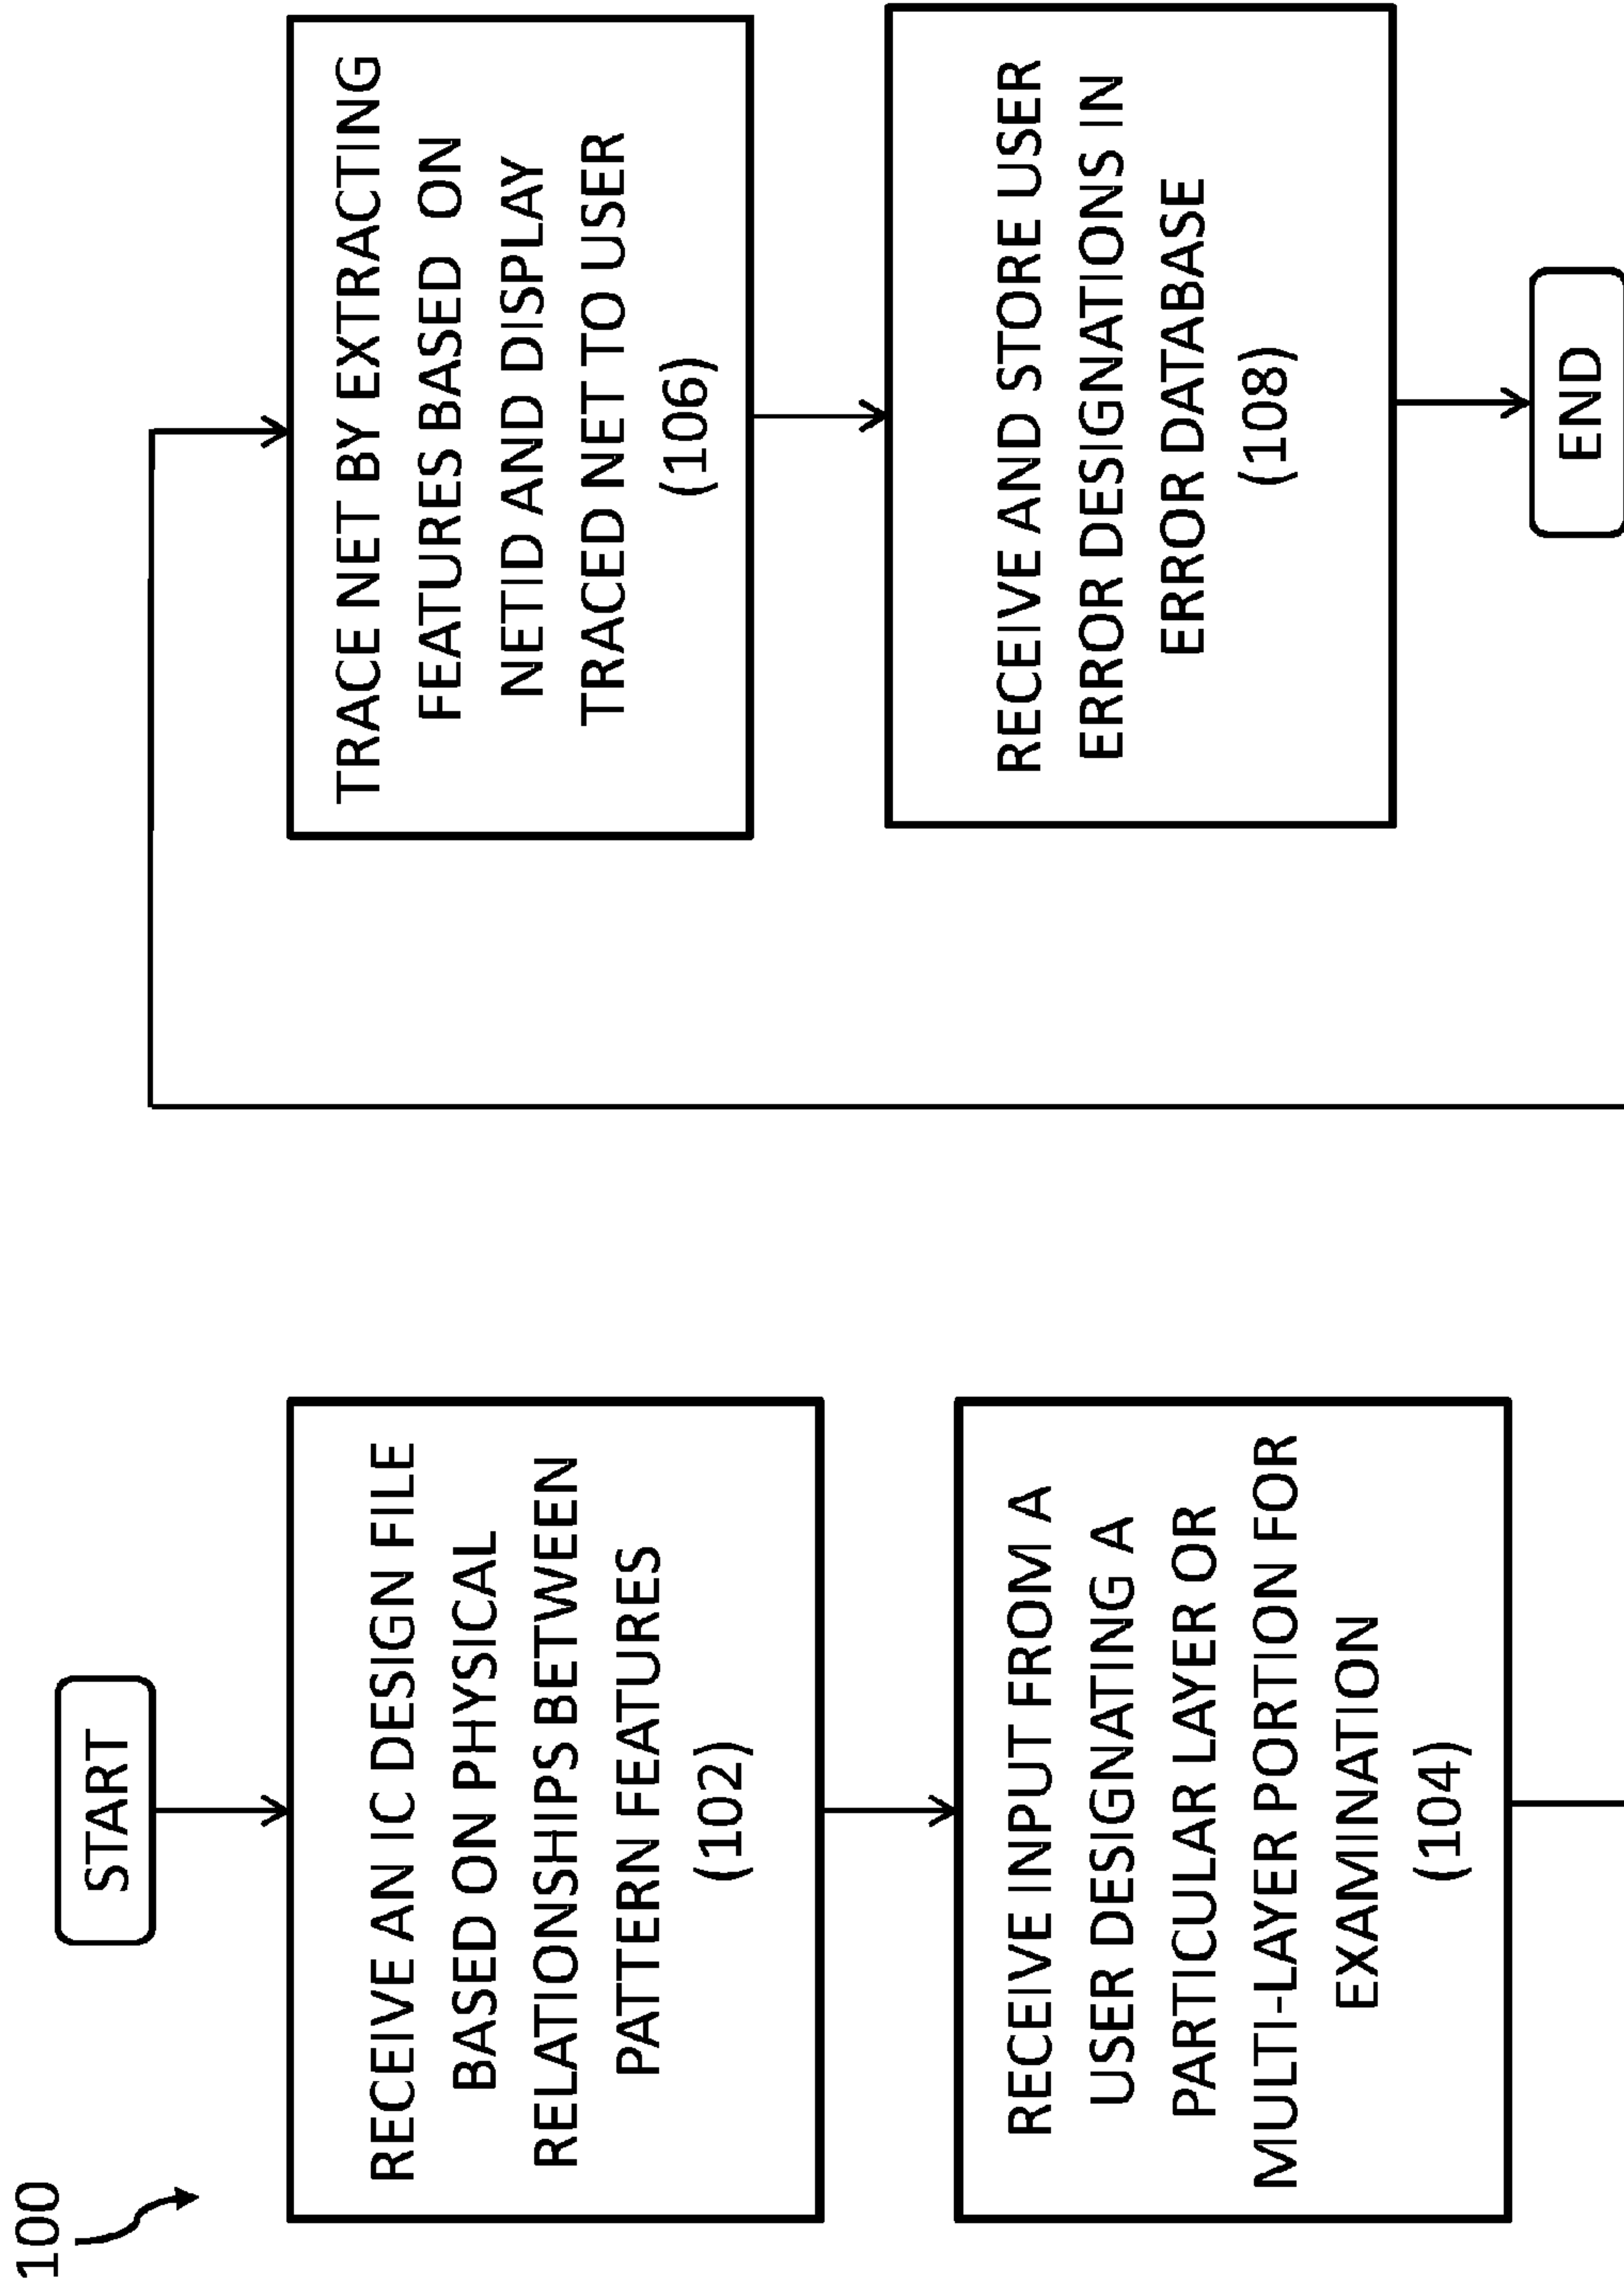 100
START
RECEIVE AN IC DESIGN FILE
BASED ON PHYSICAL
RELATIONSHIPS BETWEEN
PATTERN FEATURES
(102)
RECEIVE INPUT FROM A
USER DESIGNATING A
PARTICULAR LAYER OR
MULTI-LAYER PORTION FOR
EXAMINATION
(104)
TRACE NET BY EXTRACTING
FEATURES BASED ON
NETID AND DISPLAY
TRACED NET TO USER
(106)
RECEIVE AND STORE USER
ERROR DESIGNATIONS IN
ERROR DATABASE
(108)
END